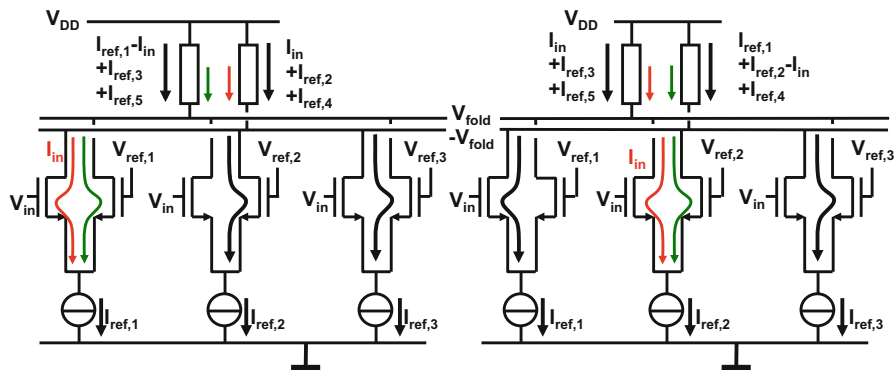 V_DD
I_ref,1-I_in
+I_ref,3
+I_ref,5
I_in
+I_ref,2
+I_ref,4
V_DD
I_in
+I_ref,3
+I_ref,5
I_ref,1
+I_ref,2-I_in
+I_ref,4
V_fold
-V_fold
I_in
V_ref,1
V_ref,2
V_ref,3
V_in
V_in
V_in
V_ref,1
I_in
V_ref,2
V_ref,3
V_in
V_in
V_in
I_ref,1
I_ref,2
I_ref,3
I_ref,1
I_ref,2
I_ref,3